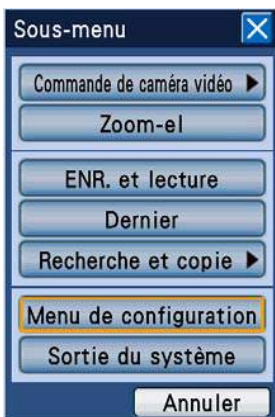 Sous-menu
Commande de caméra vidéo
Zoom-el
ENR. et lecture
Dernier
Recherche et copie
Menu de configuration
Sortie du système
Annuler